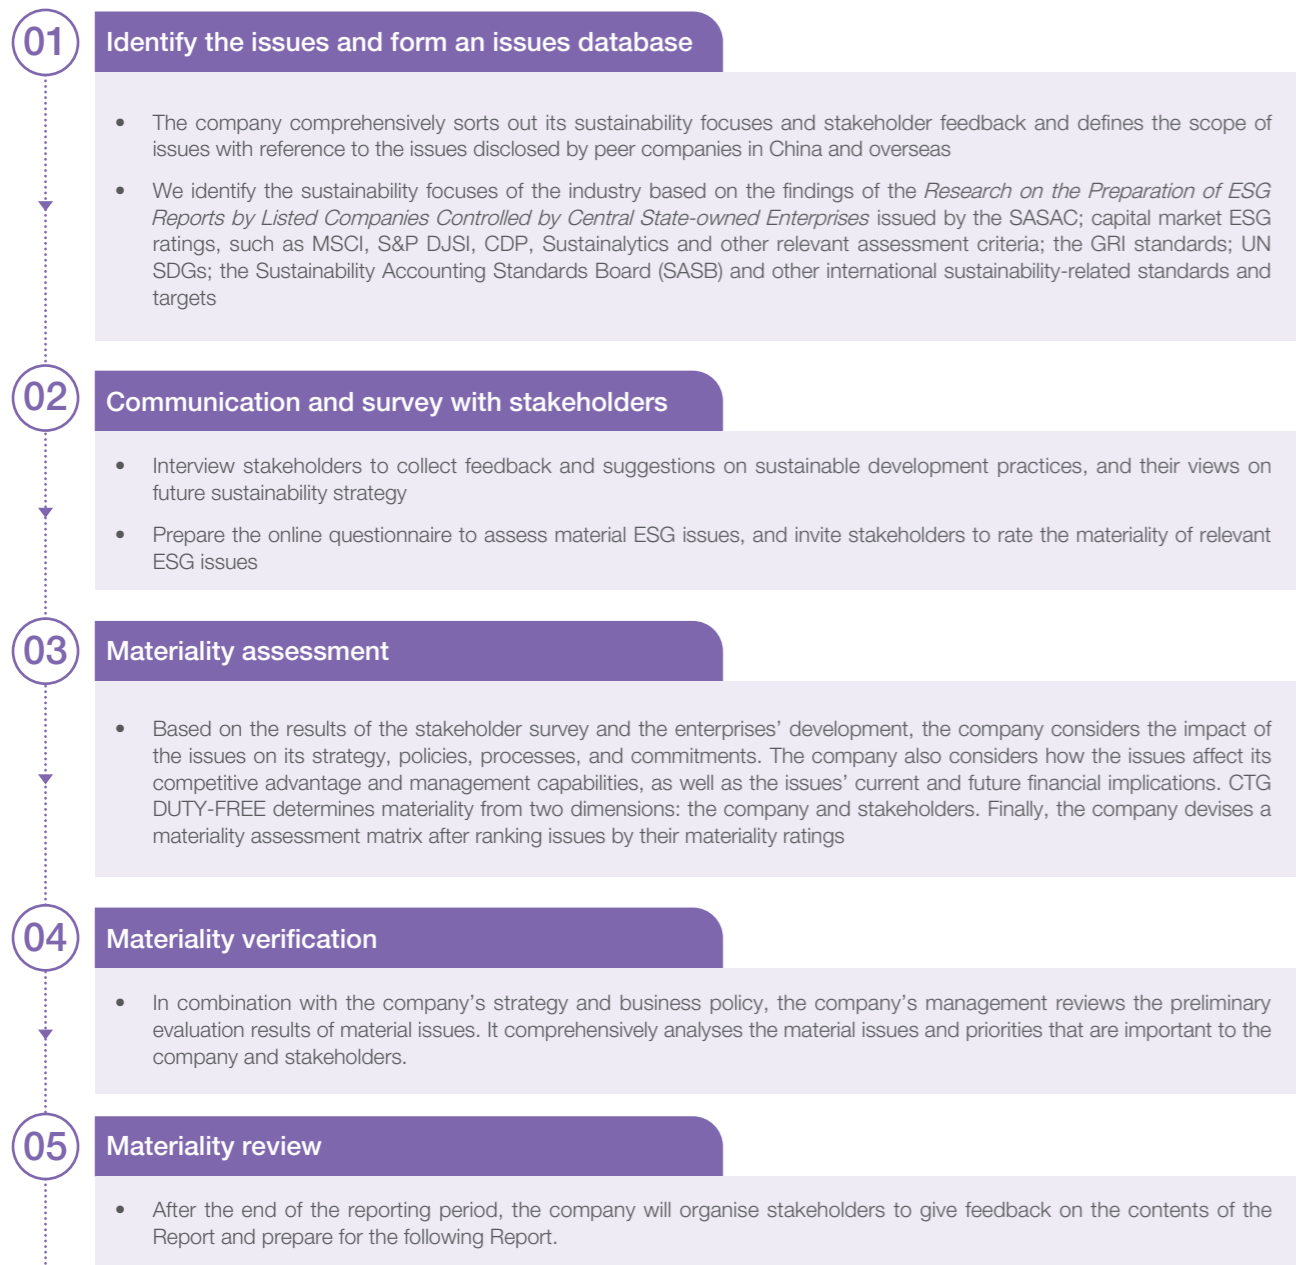 01
Identify the issues and form an issues database
• The company comprehensively sorts out its sustainability focuses and stakeholder feedback and defines the scope of
issues with reference to the issues disclosed by peer companies in China and overseas
• We identify the sustainability focuses of the industry based on the findings of the Research on the Preparation of ESG
Reports by Listed Companies Controlled by Central State-owned Enterprises issued by the SASAC; capital market ESG
ratings, such as MSCI, S&P DJSI, CDP, Sustainalytics and other relevant assessment criteria; the GRI standards; UN
SDGs; the Sustainability Accounting Standards Board (SASB) and other international sustainability-related standards and
targets
02
Communication and survey with stakeholders
• Interview stakeholders to collect feedback and suggestions on sustainable development practices, and their views on
future sustainability strategy
• Prepare the online questionnaire to assess material ESG issues, and invite stakeholders to rate the materiality of relevant
ESG issues
03
Materiality assessment
• Based on the results of the stakeholder survey and the enterprises’ development, the company considers the impact of
the issues on its strategy, policies, processes, and commitments. The company also considers how the issues affect its
competitive advantage and management capabilities, as well as the issues’ current and future financial implications. CTG
DUTY-FREE determines materiality from two dimensions: the company and stakeholders. Finally, the company devises a
materiality assessment matrix after ranking issues by their materiality ratings
04
Materiality verification
• In combination with the company’s strategy and business policy, the company’s management reviews the preliminary
evaluation results of material issues. It comprehensively analyses the material issues and priorities that are important to the
company and stakeholders.
05
Materiality review
• After the end of the reporting period, the company will organise stakeholders to give feedback on the contents of the
Report and prepare for the following Report.